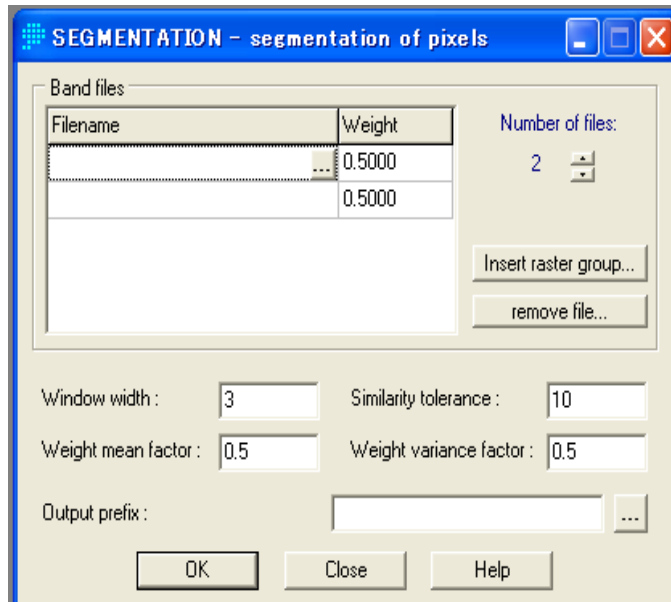 SEGMENTATION - segmentation of pixels
Band files
Filename Weight Number of files:
... 0.5000 2
0.5000
Insert raster group...
remove file...
Window width : 3 Similarity tolerance : 10
Weight mean factor : 0.5 Weight variance factor : 0.5
Output prefix : ...
OK Close Help